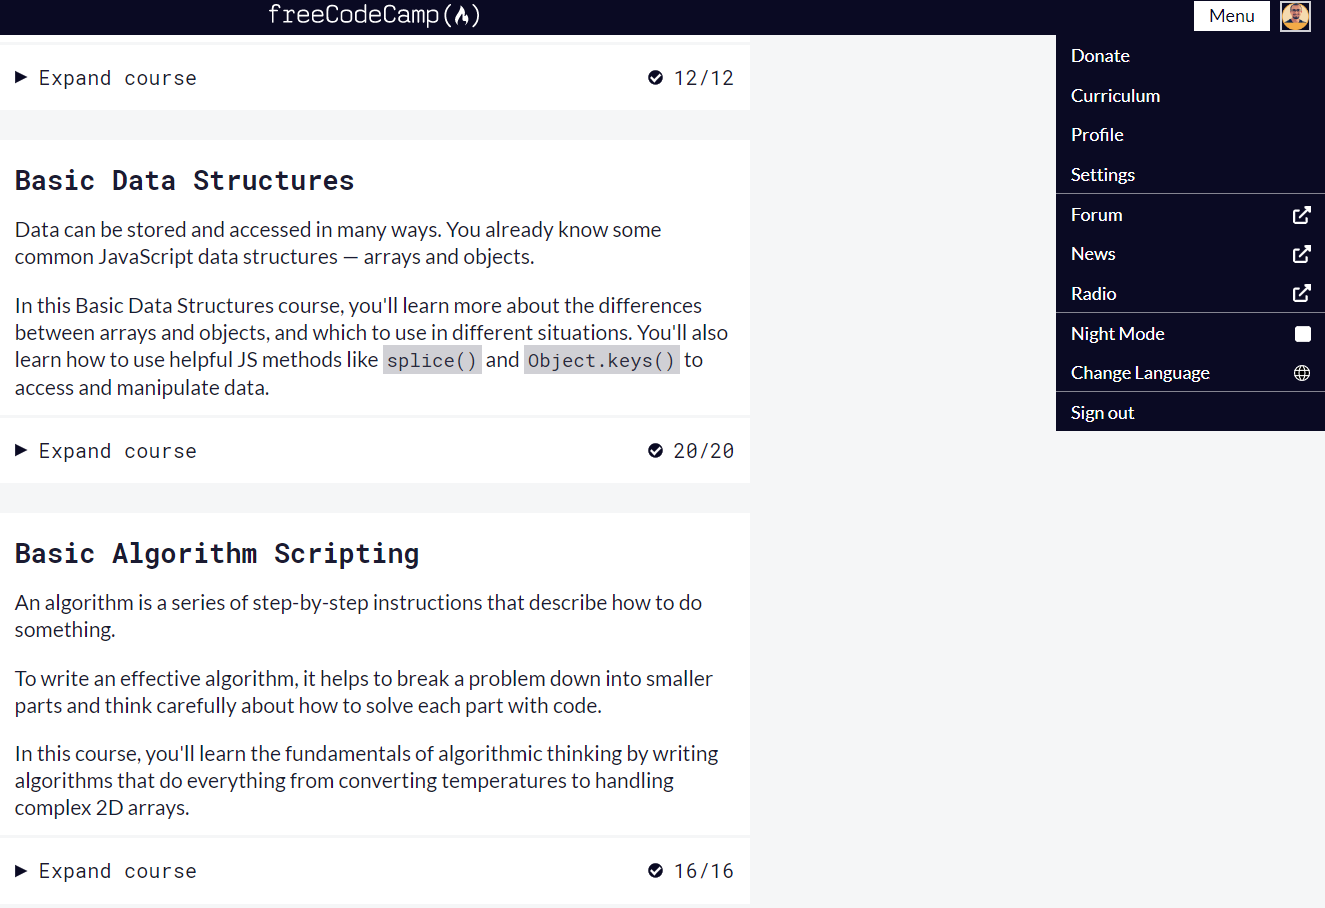 freeCodeCamp(🔥)
Menu
Expand course 12/12
Basic Data Structures
Data can be stored and accessed in many ways. You already know some
common JavaScript data structures — arrays and objects.
In this Basic Data Structures course, you'll learn more about the differences
between arrays and objects, and which to use in different situations. You'll also
learn how to use helpful JS methods like splice() and Object.keys() to
access and manipulate data.
Expand course 20/20
Basic Algorithm Scripting
An algorithm is a series of step-by-step instructions that describe how to do
something.
To write an effective algorithm, it helps to break a problem down into smaller
parts and think carefully about how to solve each part with code.
In this course, you'll learn the fundamentals of algorithmic thinking by writing
algorithms that do everything from converting temperatures to handling
complex 2D arrays.
Expand course 16/16
Donate
Curriculum
Profile
Settings
Forum
News
Radio
Night Mode
Change Language
Sign out